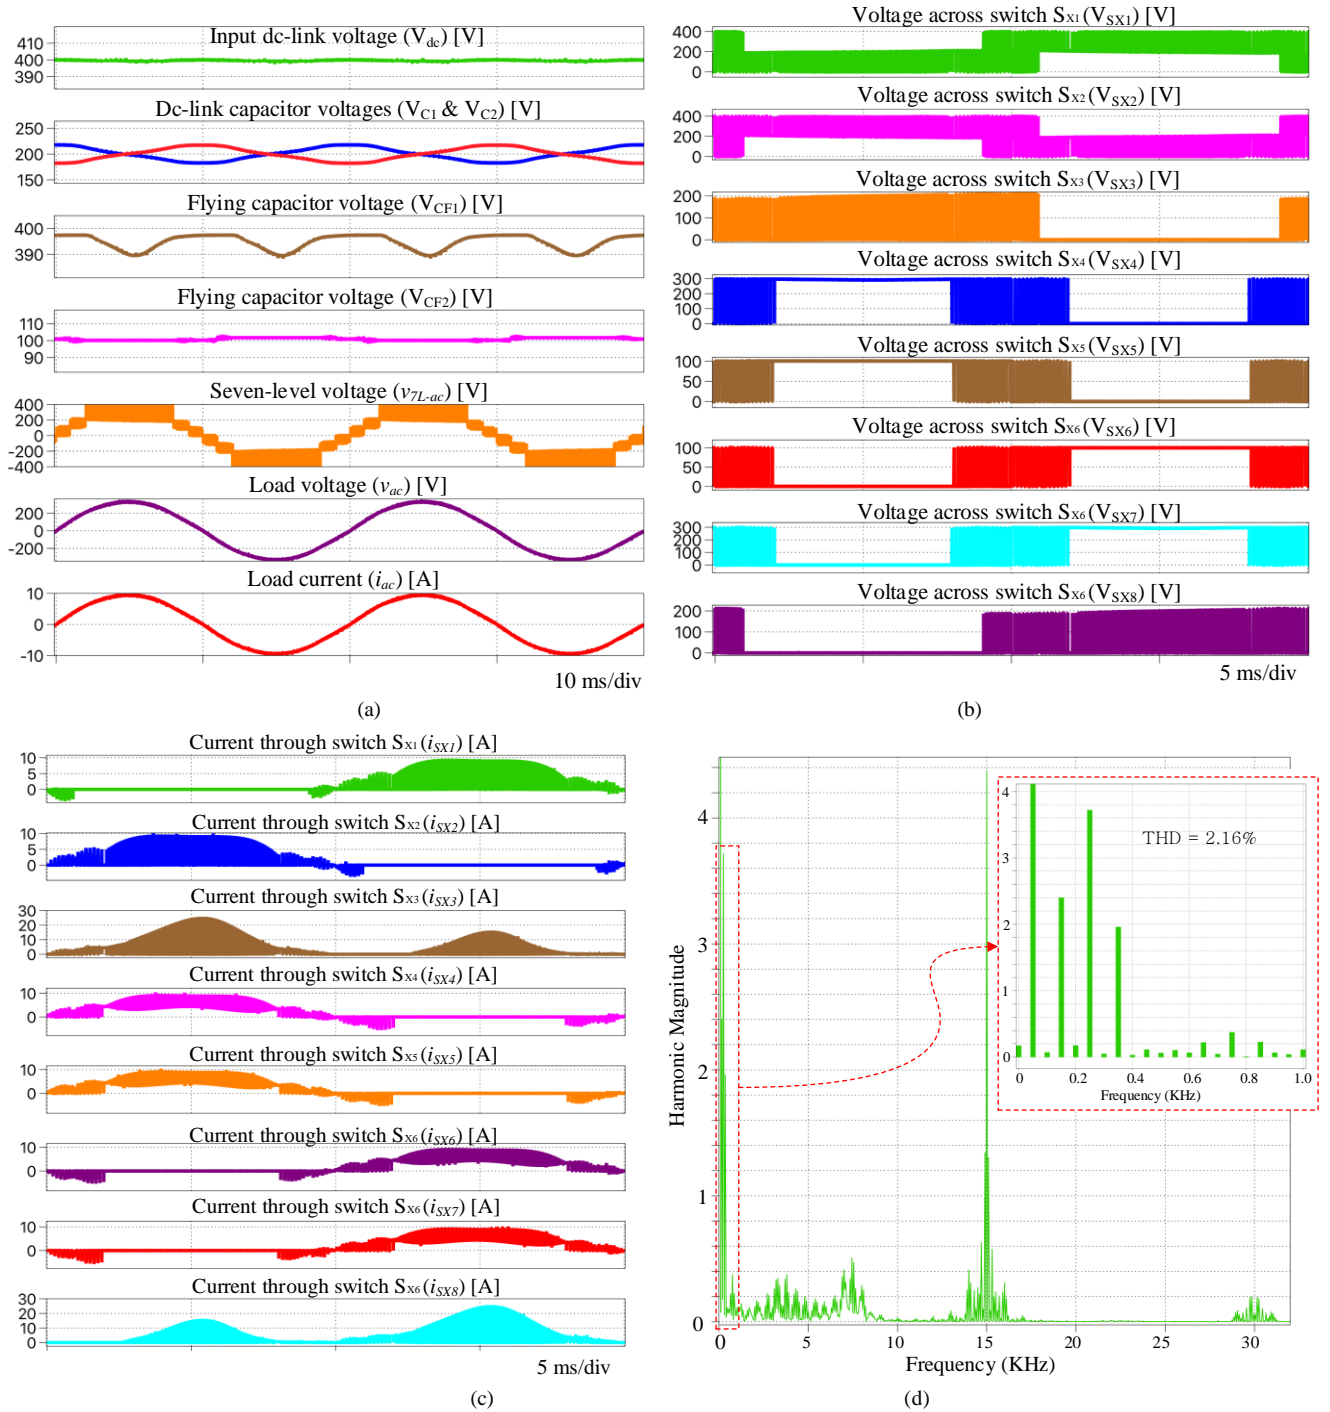 Input dc-link voltage (Vdc) [V]
410
400
390
Dc-link capacitor voltages (VC1 & VC2) [V]
250
200
150
Flying capacitor voltage (VCF1) [V]
400
390
Flying capacitor voltage (VCF2) [V]
110
100
90
Seven-level voltage (v7L-ac) [V]
400
200
0
-200
-400
Load voltage (vac) [V]
200
0
-200
Load current (iac) [A]
10
0
-10
10 ms/div
(a)
Voltage across switch SX1(VSX1) [V]
400
200
0
Voltage across switch SX2(VSX2) [V]
400
200
0
Voltage across switch SX3(VSX3) [V]
200
100
0
Voltage across switch SX4(VSX4) [V]
300
200
100
0
Voltage across switch SX5(VSX5) [V]
100
50
0
Voltage across switch SX6(VSX6) [V]
100
50
0
Voltage across switch SX6(VSX7) [V]
300
200
100
0
Voltage across switch SX6(VSX8) [V]
200
100
0
5 ms/div
(b)
Current through switch SX1(iSX1) [A]
10
5
0
Current through switch SX2(iSX2) [A]
10
5
0
Current through switch SX3(iSX3) [A]
30
20
10
0
Current through switch SX4(iSX4) [A]
10
0
Current through switch SX5(iSX5) [A]
10
0
Current through switch SX6(iSX6) [A]
10
0
Current through switch SX6(iSX7) [A]
10
0
Current through switch SX6(iSX8) [A]
30
20
10
0
5 ms/div
(c)
Harmonic Magnitude
4
3
2
1
0
0 5 10 15 20 25 30
Frequency (KHz)
4
3
2
1
0
THD = 2.16%
0 0.2 0.4 0.6 0.8 1.0
Frequency (KHz)
(d)